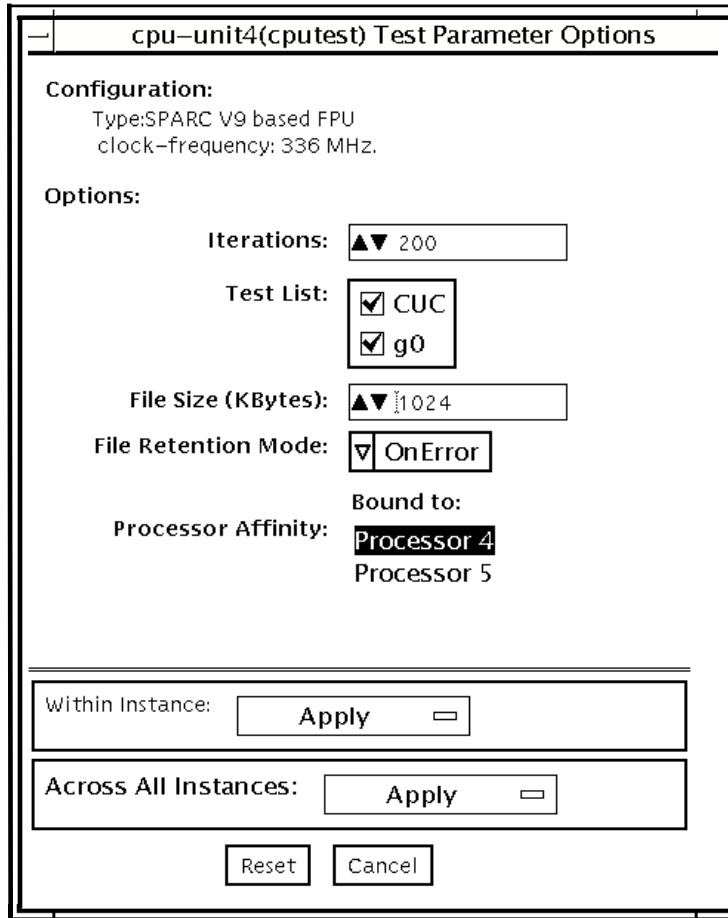 cpu-unit4(cputest) Test Parameter Options
Configuration:
Type:SPARC V9 based FPU
clock-frequency: 336 MHz.
Options:
Iterations: 200
Test List: CUC
g0
File Size (KBytes): 1024
File Retention Mode: OnError
Bound to:
Processor Affinity: Processor 4
Processor 5
Within Instance: Apply
Across All Instances: Apply
Reset Cancel